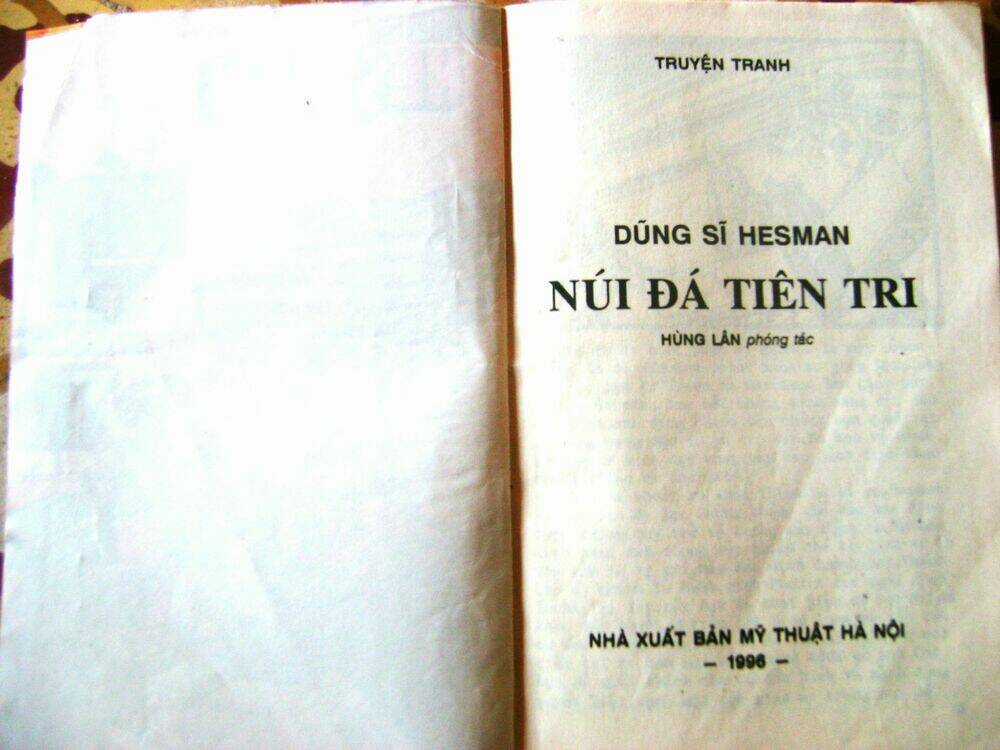 TRUYỆN TRANH
DŨNG SĨ HESMAN
NÚI ĐÁ TIÊN TRI
HÙNG LÂN phóng tác
NHÀ XUẤT BẢN MỸ THUẬT HÀ NỘI
– 1996 –